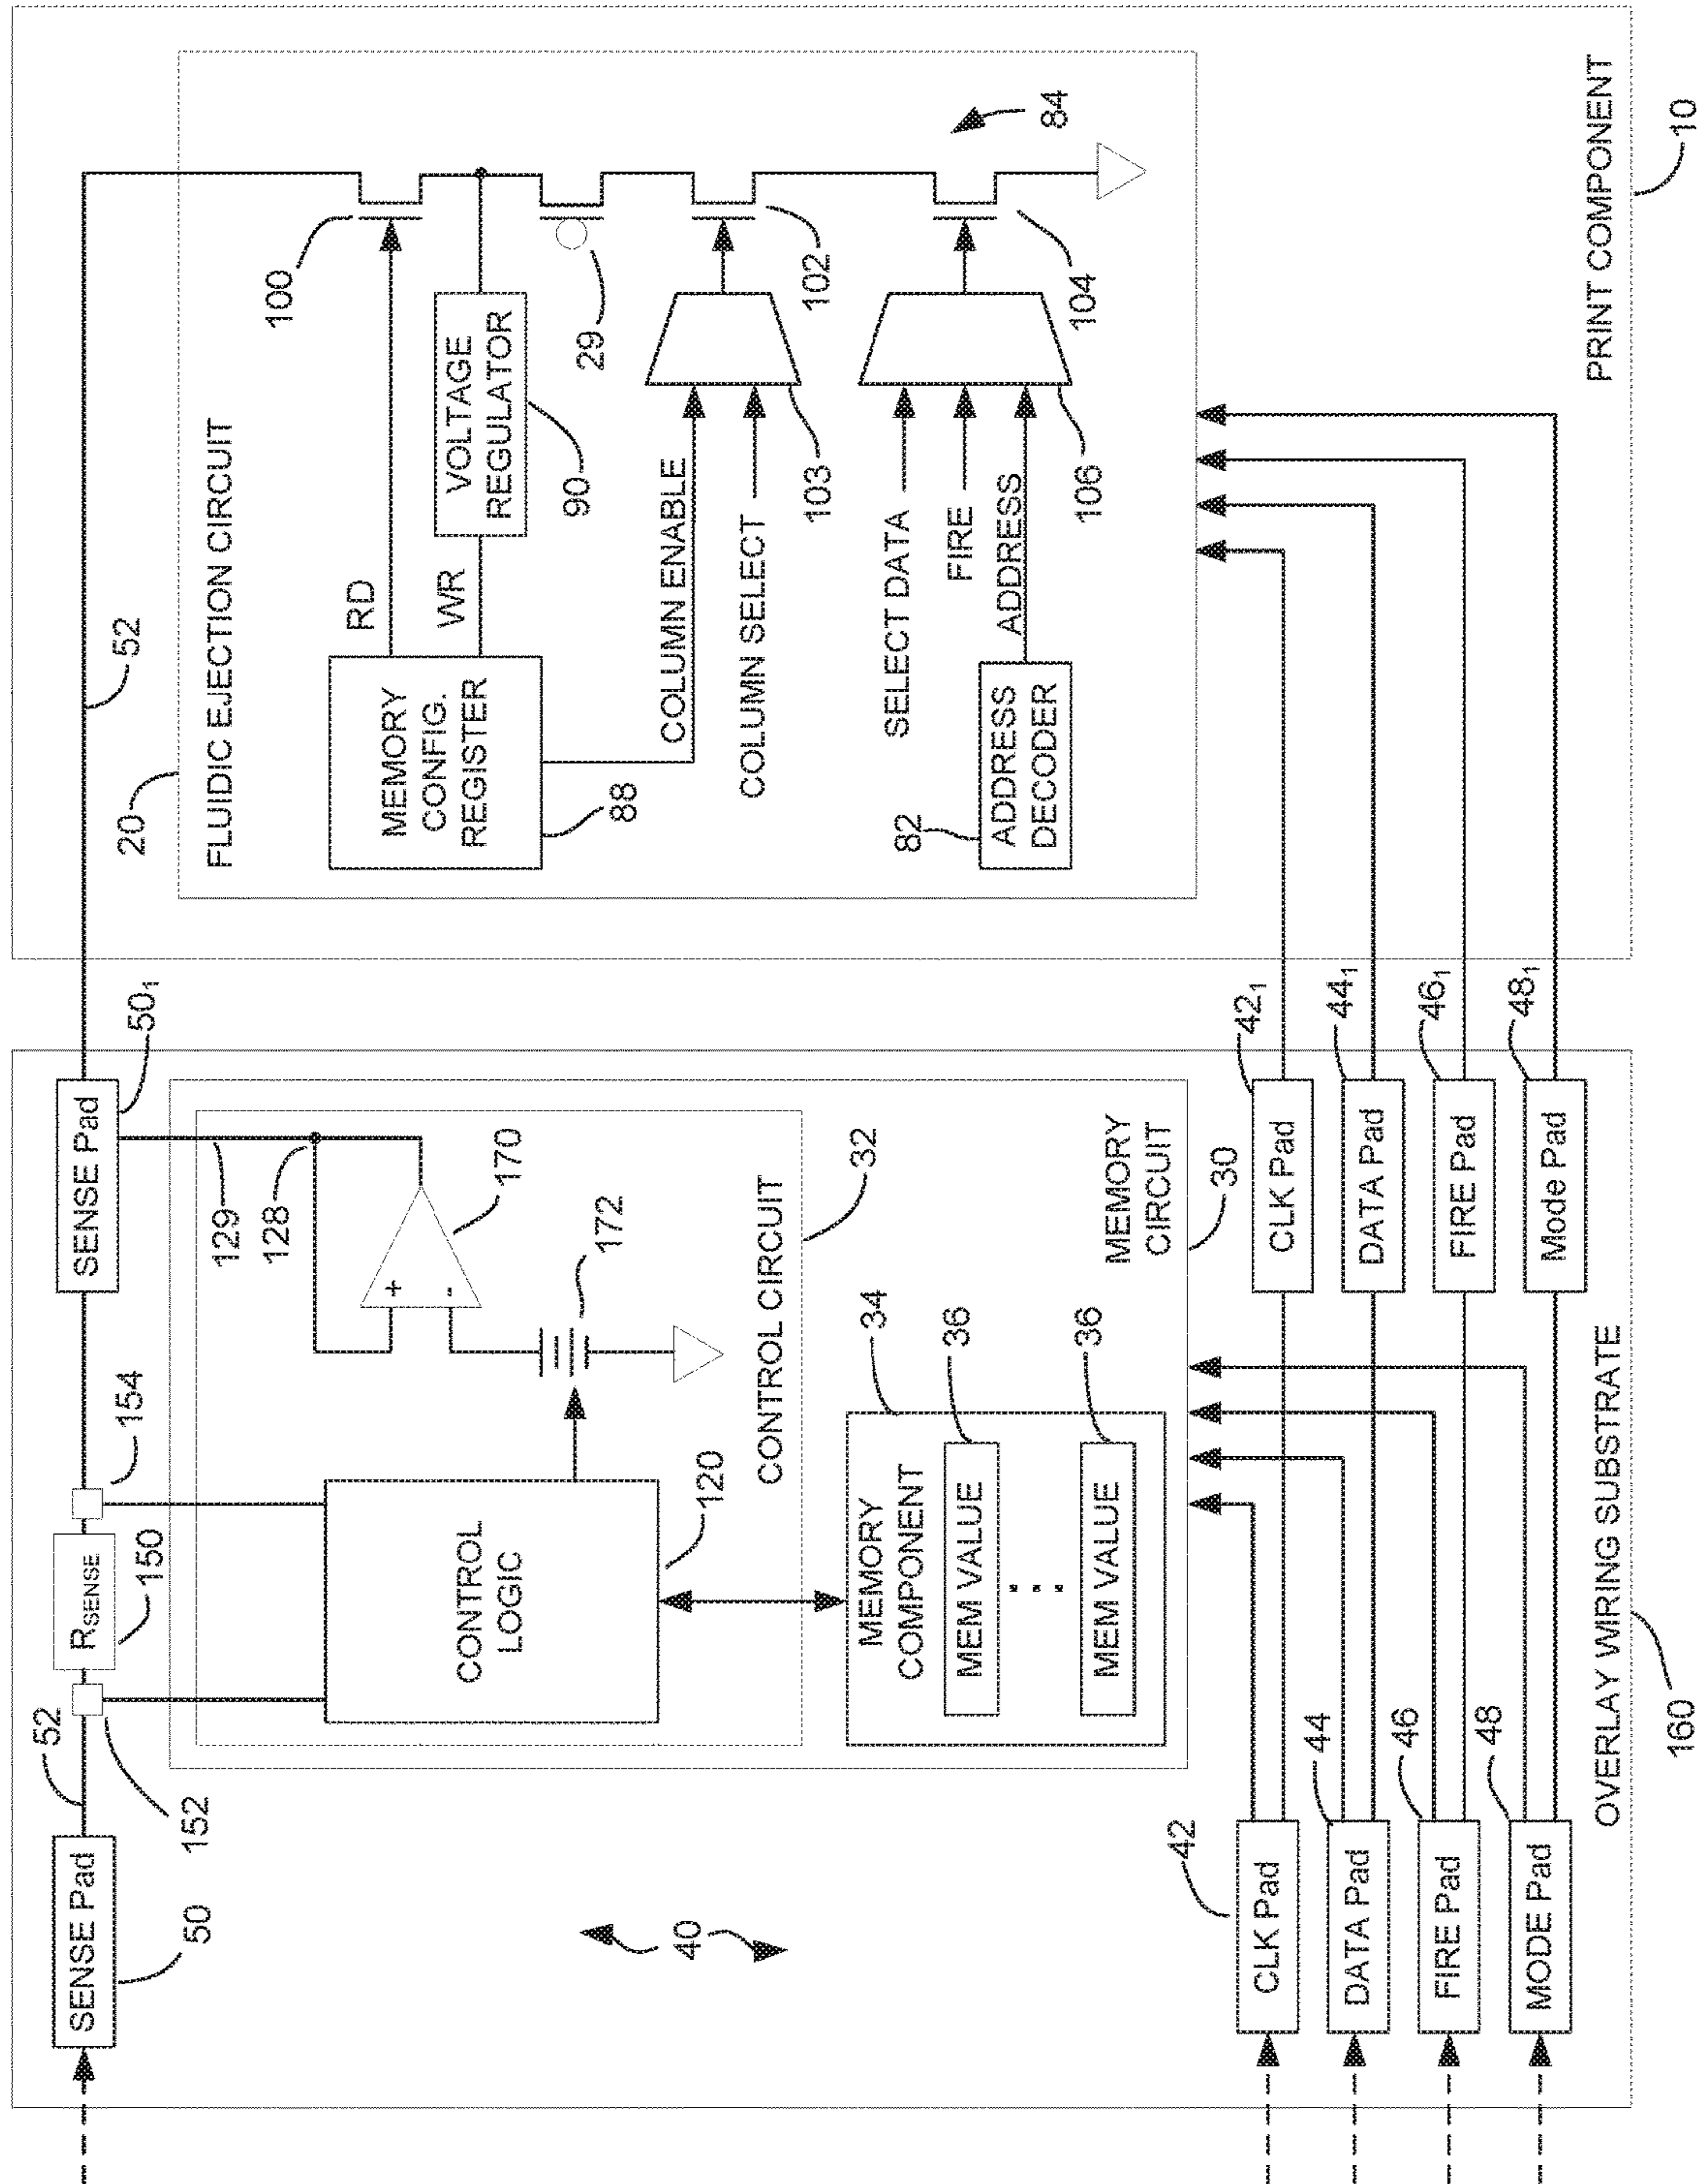 SENSE Pad
50
52
152
RSENSE
150
154
SENSE Pad
50₁
52
129
128
170
172
CONTROL
LOGIC
120
CONTROL CIRCUIT
32
MEMORY
COMPONENT
34
MEM VALUE
36
...
MEM VALUE
36
MEMORY
CIRCUIT
30
40
CLK Pad
42
DATA Pad
44
FIRE Pad
46
MODE Pad
48
CLK Pad
42₁
DATA Pad
44₁
FIRE Pad
46₁
Mode Pad
48₁
OVERLAY WIRING SUBSTRATE
160
20
FLUIDIC EJECTION CIRCUIT
MEMORY
CONFIG.
REGISTER
88
RD
WR
100
VOLTAGE
REGULATOR
90
29
COLUMN ENABLE
COLUMN SELECT
103
102
SELECT DATA
FIRE
ADDRESS
82
ADDRESS
DECODER
106
104
84
PRINT COMPONENT
10